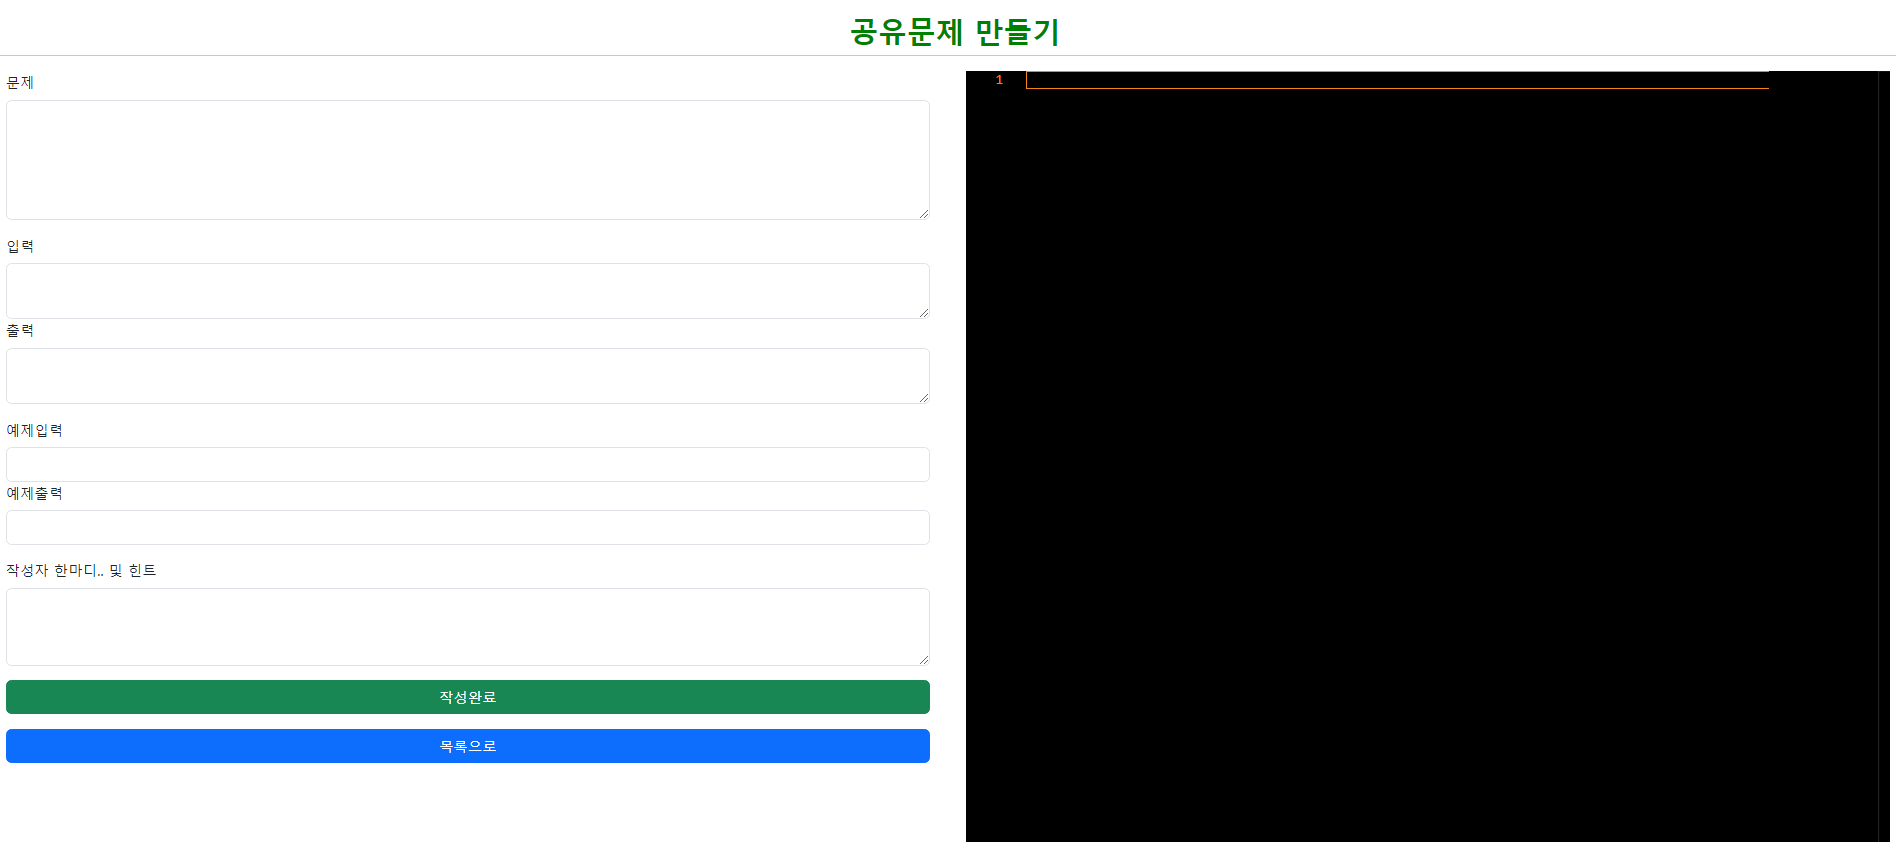 공유문제 만들기
문제
입력
출력
예제입력
예제출력
작성자 한마디.. 및 힌트
작성완료
목록으로
1